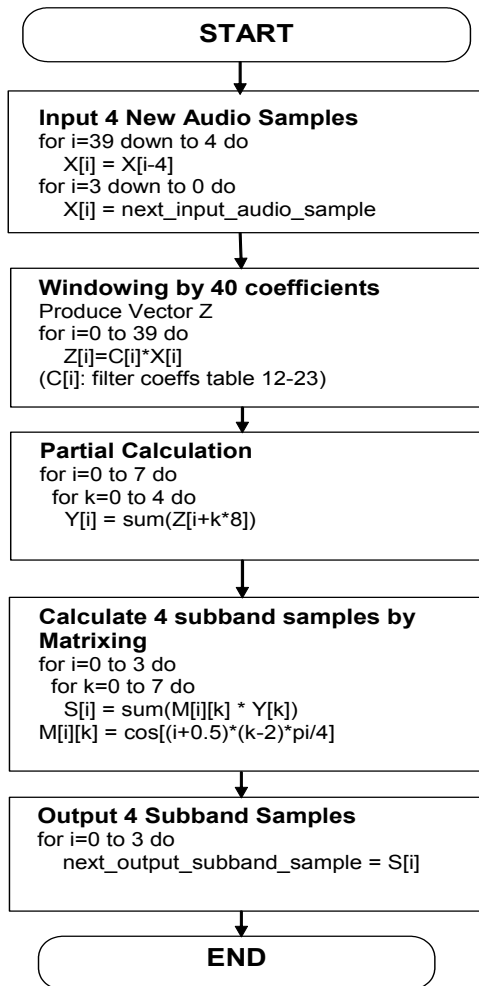 START
Input 4 New Audio Samples
for i=39 down to 4 do
X[i] = X[i-4]
for i=3 down to 0 do
X[i] = next_input_audio_sample
Windowing by 40 coefficients
Produce Vector Z
for i=0 to 39 do
Z[i]=C[i]*X[i]
(C[i]: filter coeffs table 12-23)
Partial Calculation
for i=0 to 7 do
for k=0 to 4 do
Y[i] = sum(Z[i+k*8])
Calculate 4 subband samples by
Matrixing
for i=0 to 3 do
for k=0 to 7 do
S[i] = sum(M[i][k] * Y[k])
M[i][k] = cos[(i+0.5)*(k-2)*pi/4]
Output 4 Subband Samples
for i=0 to 3 do
next_output_subband_sample = S[i]
END